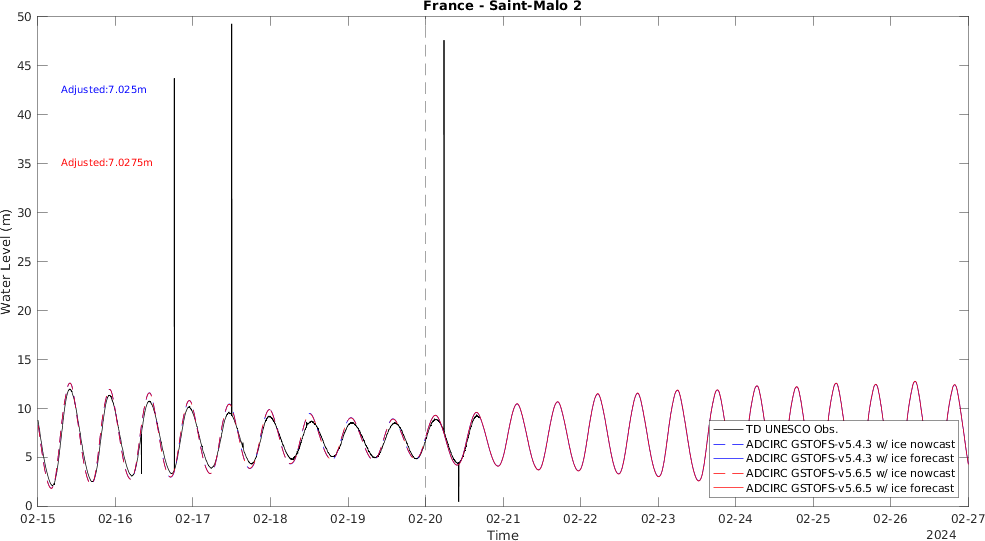 France - Saint-Malo 2
50
45
40
35
30
25
20
15
10
5
0
Water Level (m)
Adjusted:7.025m
Adjusted:7.0275m
TD UNESCO Obs.
ADCIRC GSTOFS-v5.4.3 w/ ice nowcast
ADCIRC GSTOFS-v5.4.3 w/ ice forecast
ADCIRC GSTOFS-v5.6.5 w/ ice nowcast
ADCIRC GSTOFS-v5.6.5 w/ ice forecast
02-15 02-16 02-17 02-18 02-19 02-20 02-21 02-22 02-23 02-24 02-25 02-26 02-27
Time
2024